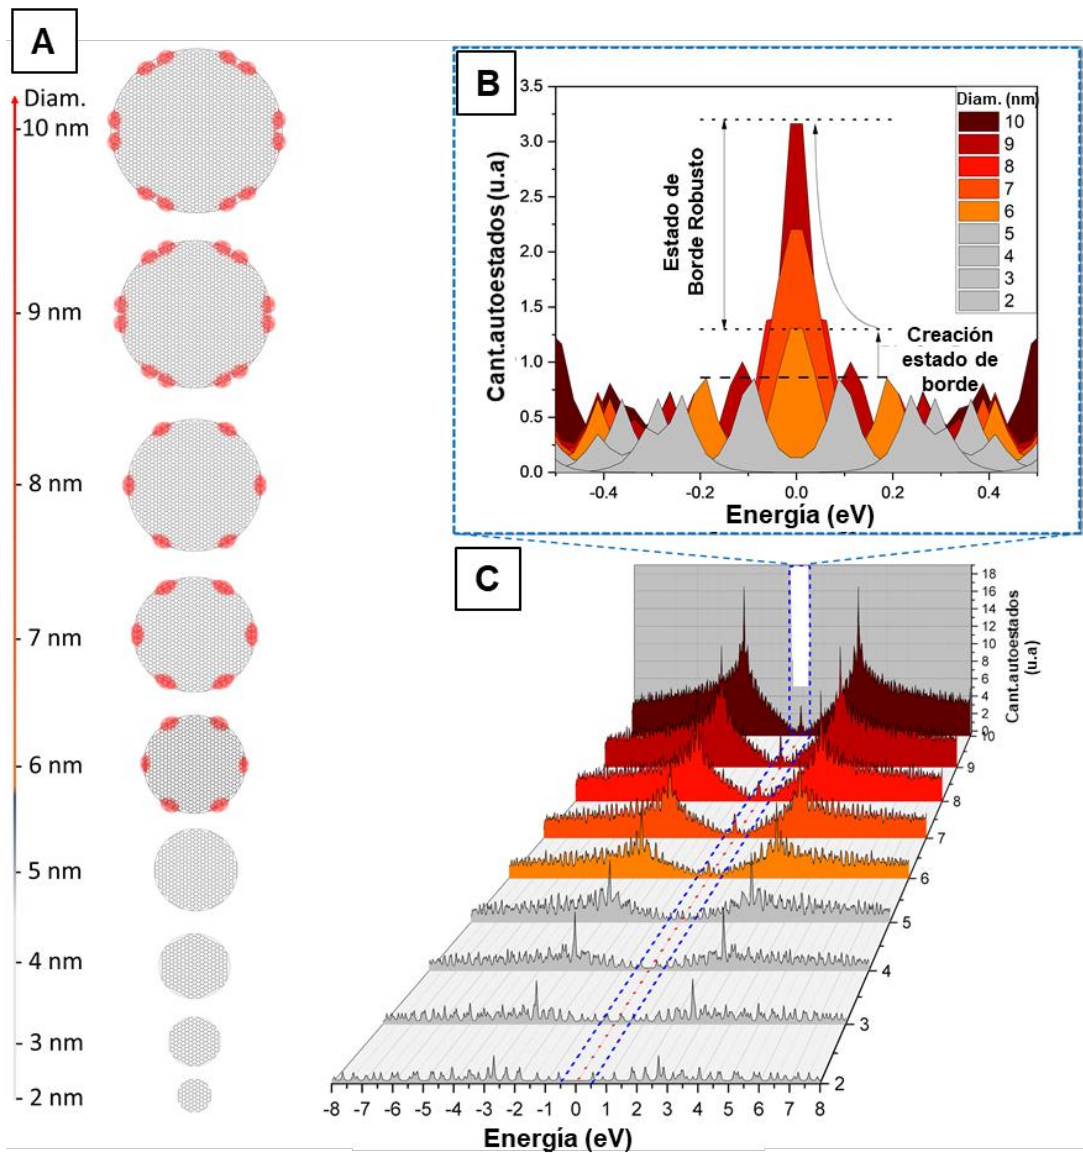 A
Diam.
10 nm
9 nm
8 nm
7 nm
6 nm
5 nm
4 nm
3 nm
2 nm
B
Cant.autoestados (u.a)
3.5
3.0
2.5
2.0
1.5
1.0
0.5
0.0
Estado de
Borde Robusto
Creación
estado de
borde
Diam. (nm)
10
9
8
7
6
5
4
3
2
-0.4 -0.2 0.0 0.2 0.4
Energía (eV)
C
18
16
14
12
10
8
6
4
2
0
Cant.autoestados
(u.a)
10
9
8
7
6
5
4
3
2
-8 -7 -6 -5 -4 -3 -2 -1 0 1 2 3 4 5 6 7 8
Energía (eV)